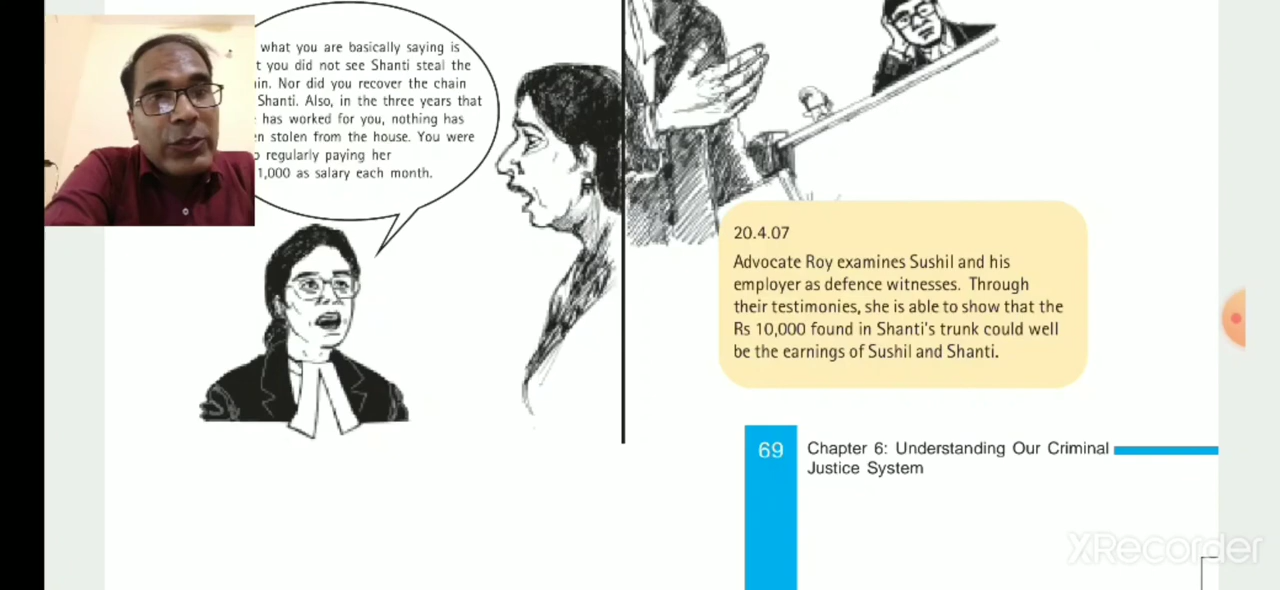 what you are basically saying is
t you did not see Shanti steal the
in. Nor did you recover the chain
Shanti. Also, in the three years that
has worked for you, nothing has
n stolen from the house. You were
regularly paying her
1,000 as salary each month.
20.4.07
Advocate Roy examines Sushil and his
employer as defence witnesses. Through
their testimonies, she is able to show that the
Rs 10,000 found in Shanti's trunk could well
be the earnings of Sushil and Shanti.
69
Chapter 6: Understanding Our Criminal
Justice System
XRecorder